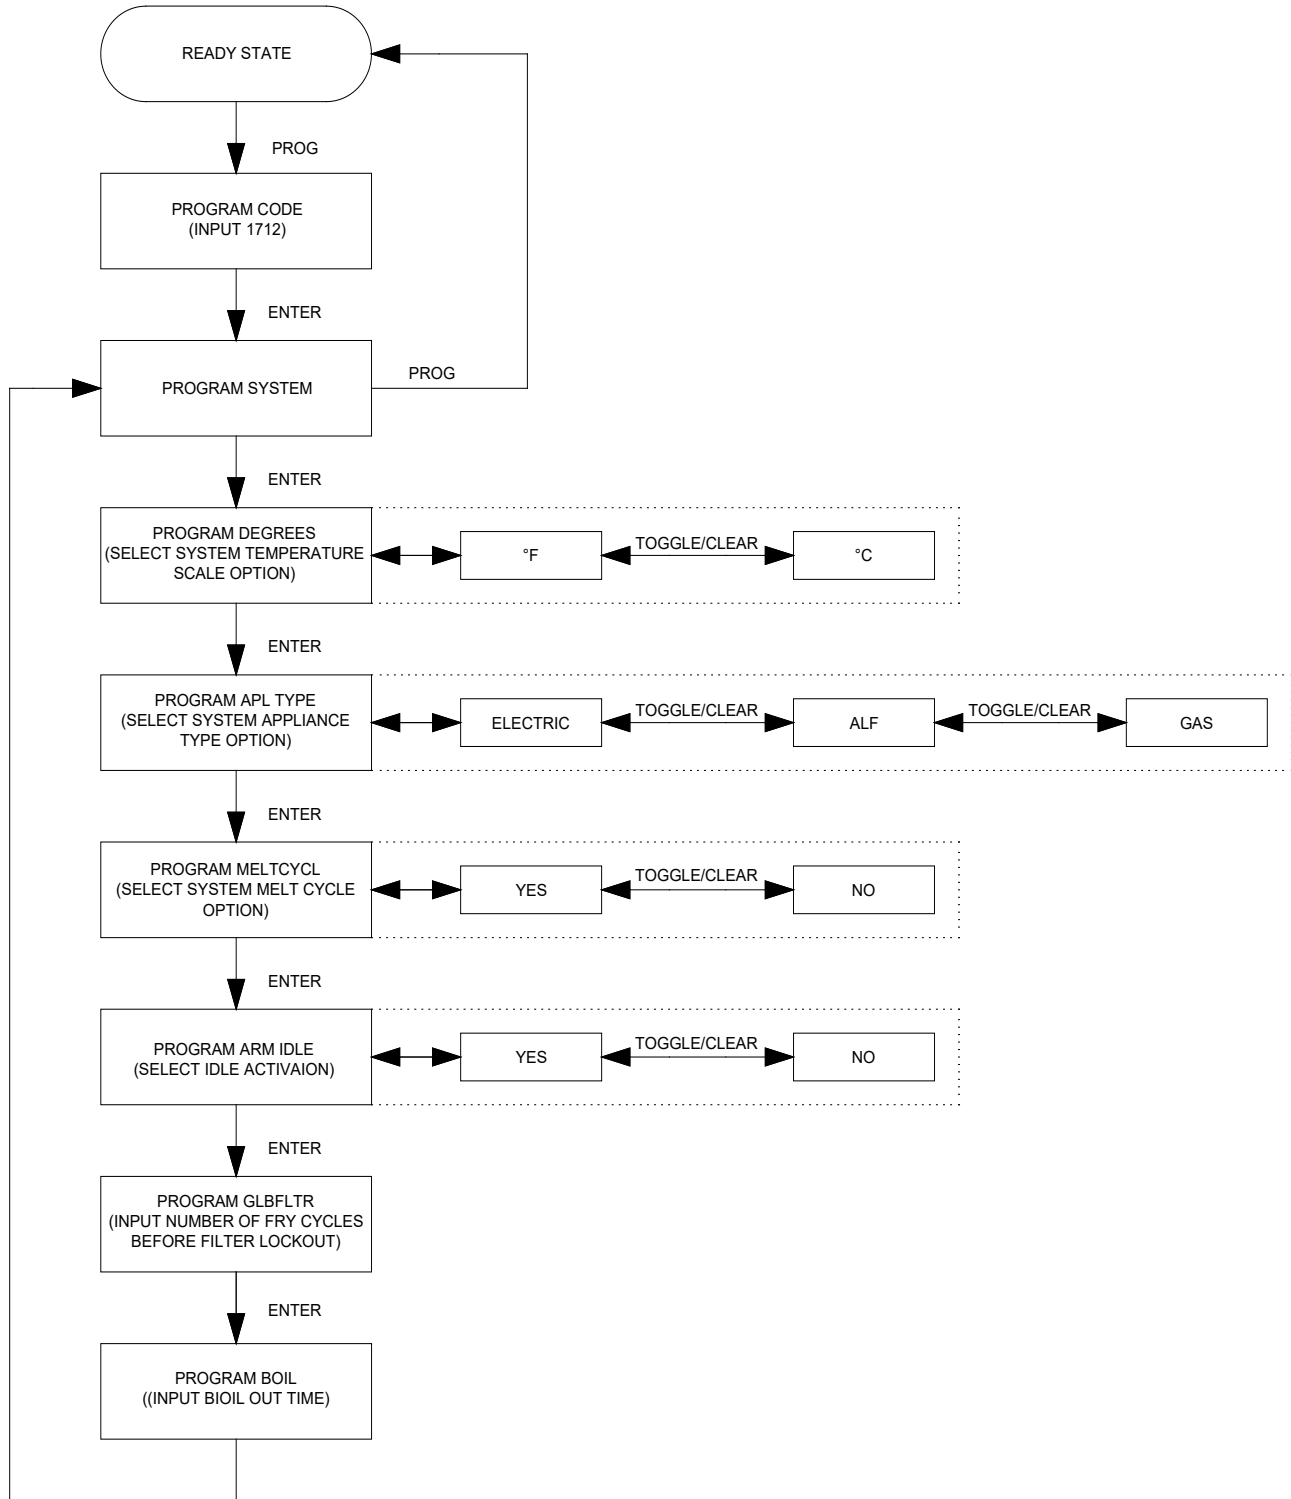 READY STATE
PROG
PROGRAM CODE
(INPUT 1712)
ENTER
PROGRAM SYSTEM
PROG
ENTER
PROGRAM DEGREES
(SELECT SYSTEM TEMPERATURE
SCALE OPTION)
°F
TOGGLE/CLEAR
°C
ENTER
PROGRAM APL TYPE
(SELECT SYSTEM APPLIANCE
TYPE OPTION)
ELECTRIC
TOGGLE/CLEAR
ALF
TOGGLE/CLEAR
GAS
ENTER
PROGRAM MELTCYCL
(SELECT SYSTEM MELT CYCLE
OPTION)
YES
TOGGLE/CLEAR
NO
ENTER
PROGRAM ARM IDLE
(SELECT IDLE ACTIVAION)
YES
TOGGLE/CLEAR
NO
ENTER
PROGRAM GLBFLTR
(INPUT NUMBER OF FRY CYCLES
BEFORE FILTER LOCKOUT)
ENTER
PROGRAM BOIL
((INPUT BIOIL OUT TIME)